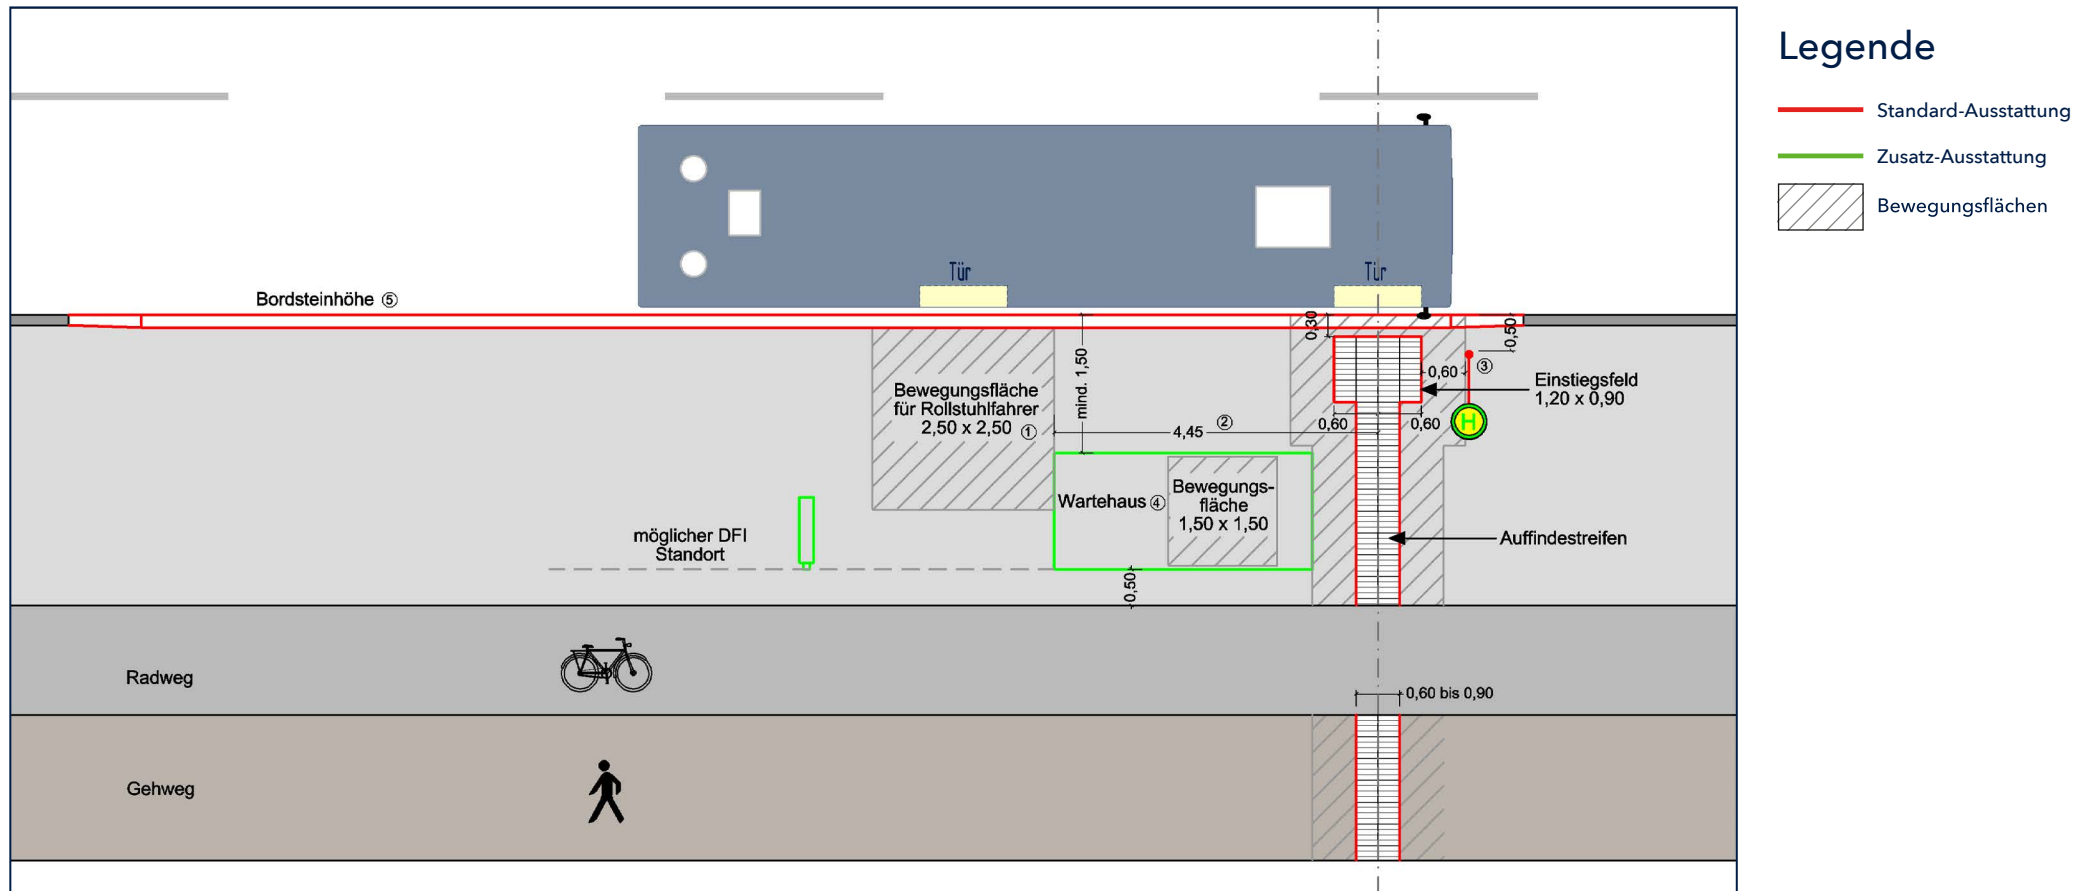 Legende
Standard-Ausstattung
Zusatz-Ausstattung
Bewegungsflächen
Tür
Tür
Bordsteinhöhe ⑤
0,30
0,50
mind. 1,50
Bewegungsfläche
für Rollstuhlfahrer
2,50 x 2,50 ①
4,45 ②
0,60 ③
Einstiegsfeld
1,20 x 0,90
0,60
0,60
H
Wartehaus ④
Bewegungs-
fläche
1,50 x 1,50
möglicher DFI
Standort
Auffindestreifen
0,50
Radweg
0,60 bis 0,90
Gehweg